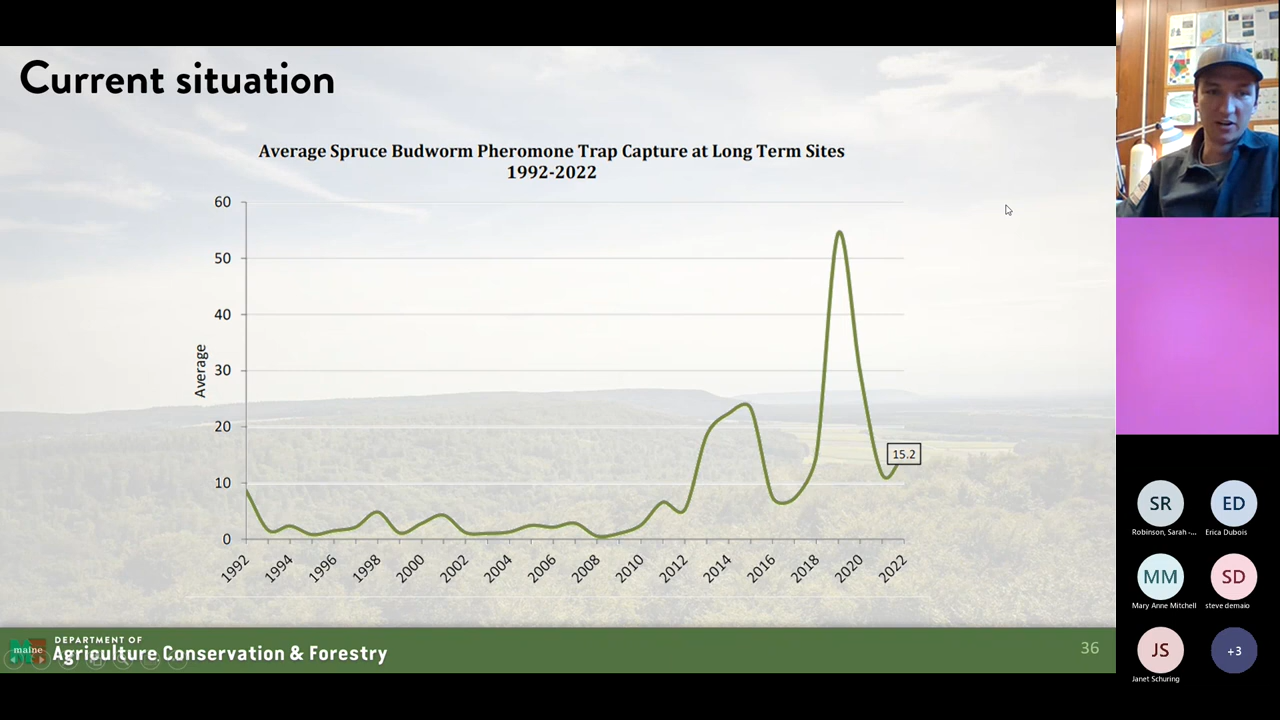 Current situation
Average Spruce Budworm Pheromone Trap Capture at Long Term Sites
1992-2022
60
50
40
30
20
10
0
Average
15.2
1992
1994
1996
1998
2000
2002
2004
2006
2008
2010
2012
2014
2016
2018
2020
2022
maine
DEPARTMENT OF
Agriculture Conservation & Forestry
36
SR
Robinson, Sarah -...
ED
Erica Dubois
MM
Mary Anne Mitchell
SD
steve demaio
JS
Janet Schuring
+3